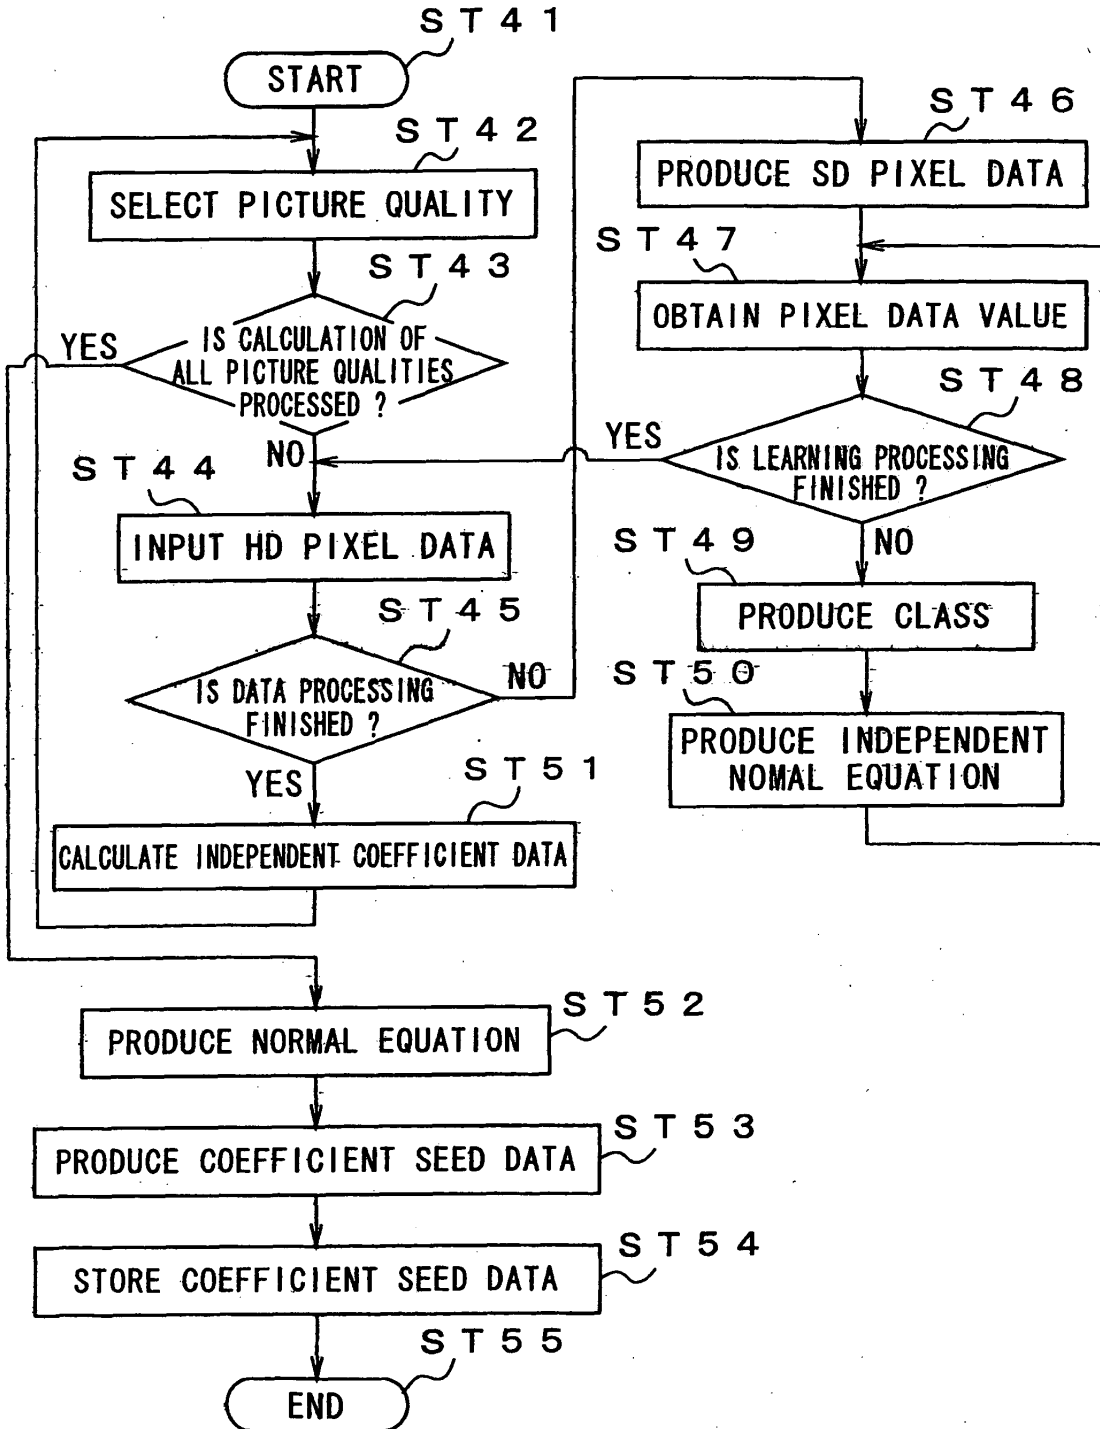 ST41
START
ST42
SELECT PICTURE QUALITY
ST43
IS CALCULATION OF
ALL PICTURE QUALITIES
PROCESSED ?
YES
NO
ST44
INPUT HD PIXEL DATA
ST45
IS DATA PROCESSING
FINISHED ?
NO
YES
ST51
CALCULATE INDEPENDENT COEFFICIENT DATA
ST46
PRODUCE SD PIXEL DATA
ST47
OBTAIN PIXEL DATA VALUE
ST48
IS LEARNING PROCESSING
FINISHED ?
YES
NO
ST49
PRODUCE CLASS
ST50
PRODUCE INDEPENDENT
NOMAL EQUATION
ST52
PRODUCE NORMAL EQUATION
ST53
PRODUCE COEFFICIENT SEED DATA
ST54
STORE COEFFICIENT SEED DATA
ST55
END